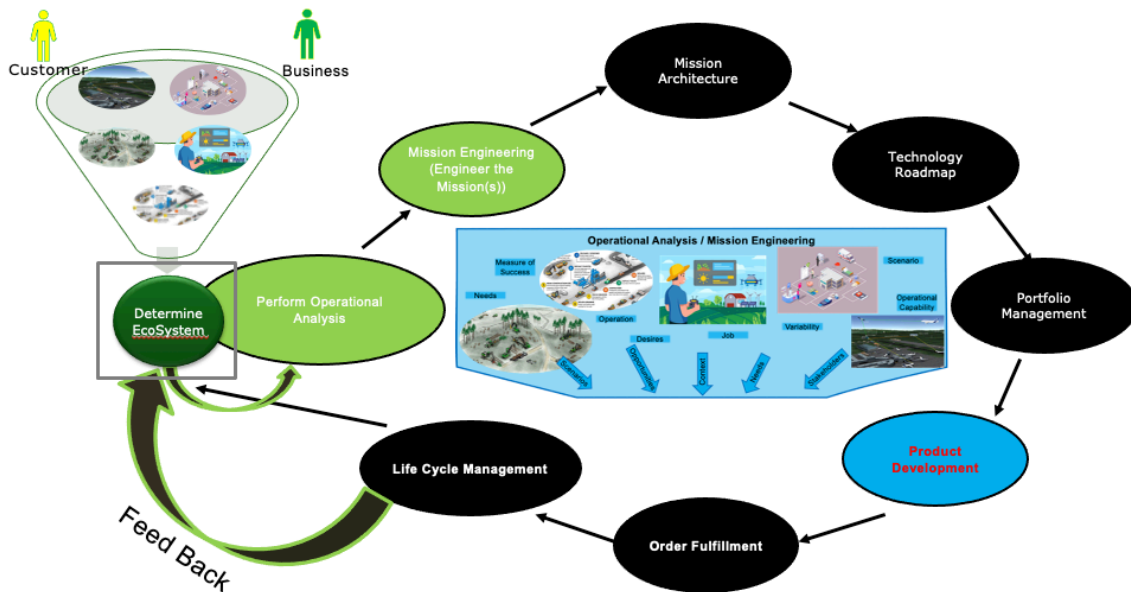 Customer
Business
Mission
Architecture
Mission Engineering
(Engineer the
Mission(s))
Technology
Roadmap
Operational Analysis / Mission Engineering
Measure of
Success
Scenario
Needs
Operational
Capability
Operation
Variability
Desires
Job
Scenarios
Opportunities
Context
Needs
Stakeholders
Determine
EcoSystem
Perform Operational
Analysis
Portfolio
Management
Product
Development
Life Cycle Management
Order Fulfillment
Feed Back